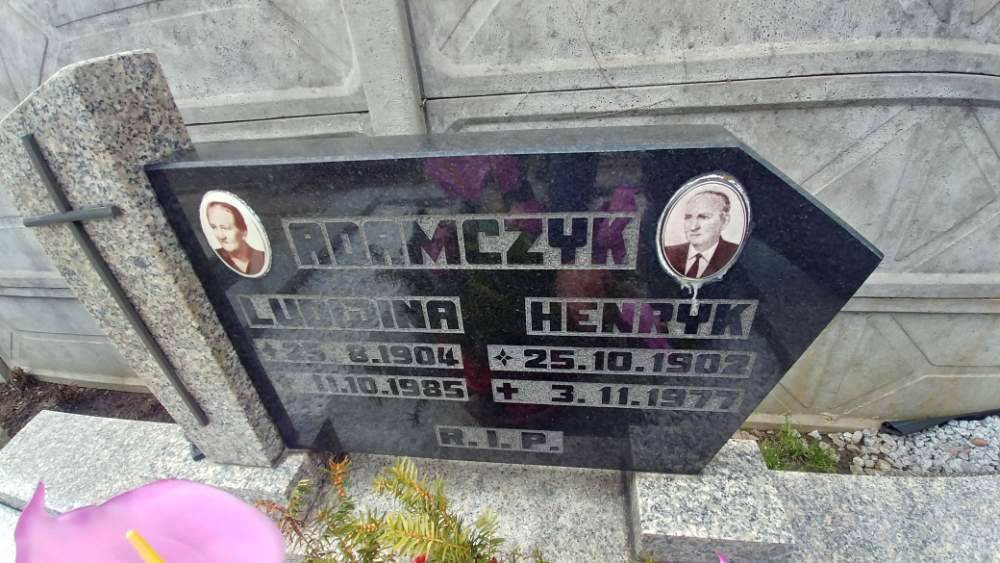 ADAMCZYK
HENRYK
25.8.1904
25.10.1902
11.10.1985
3.11.1977
R.I.P.